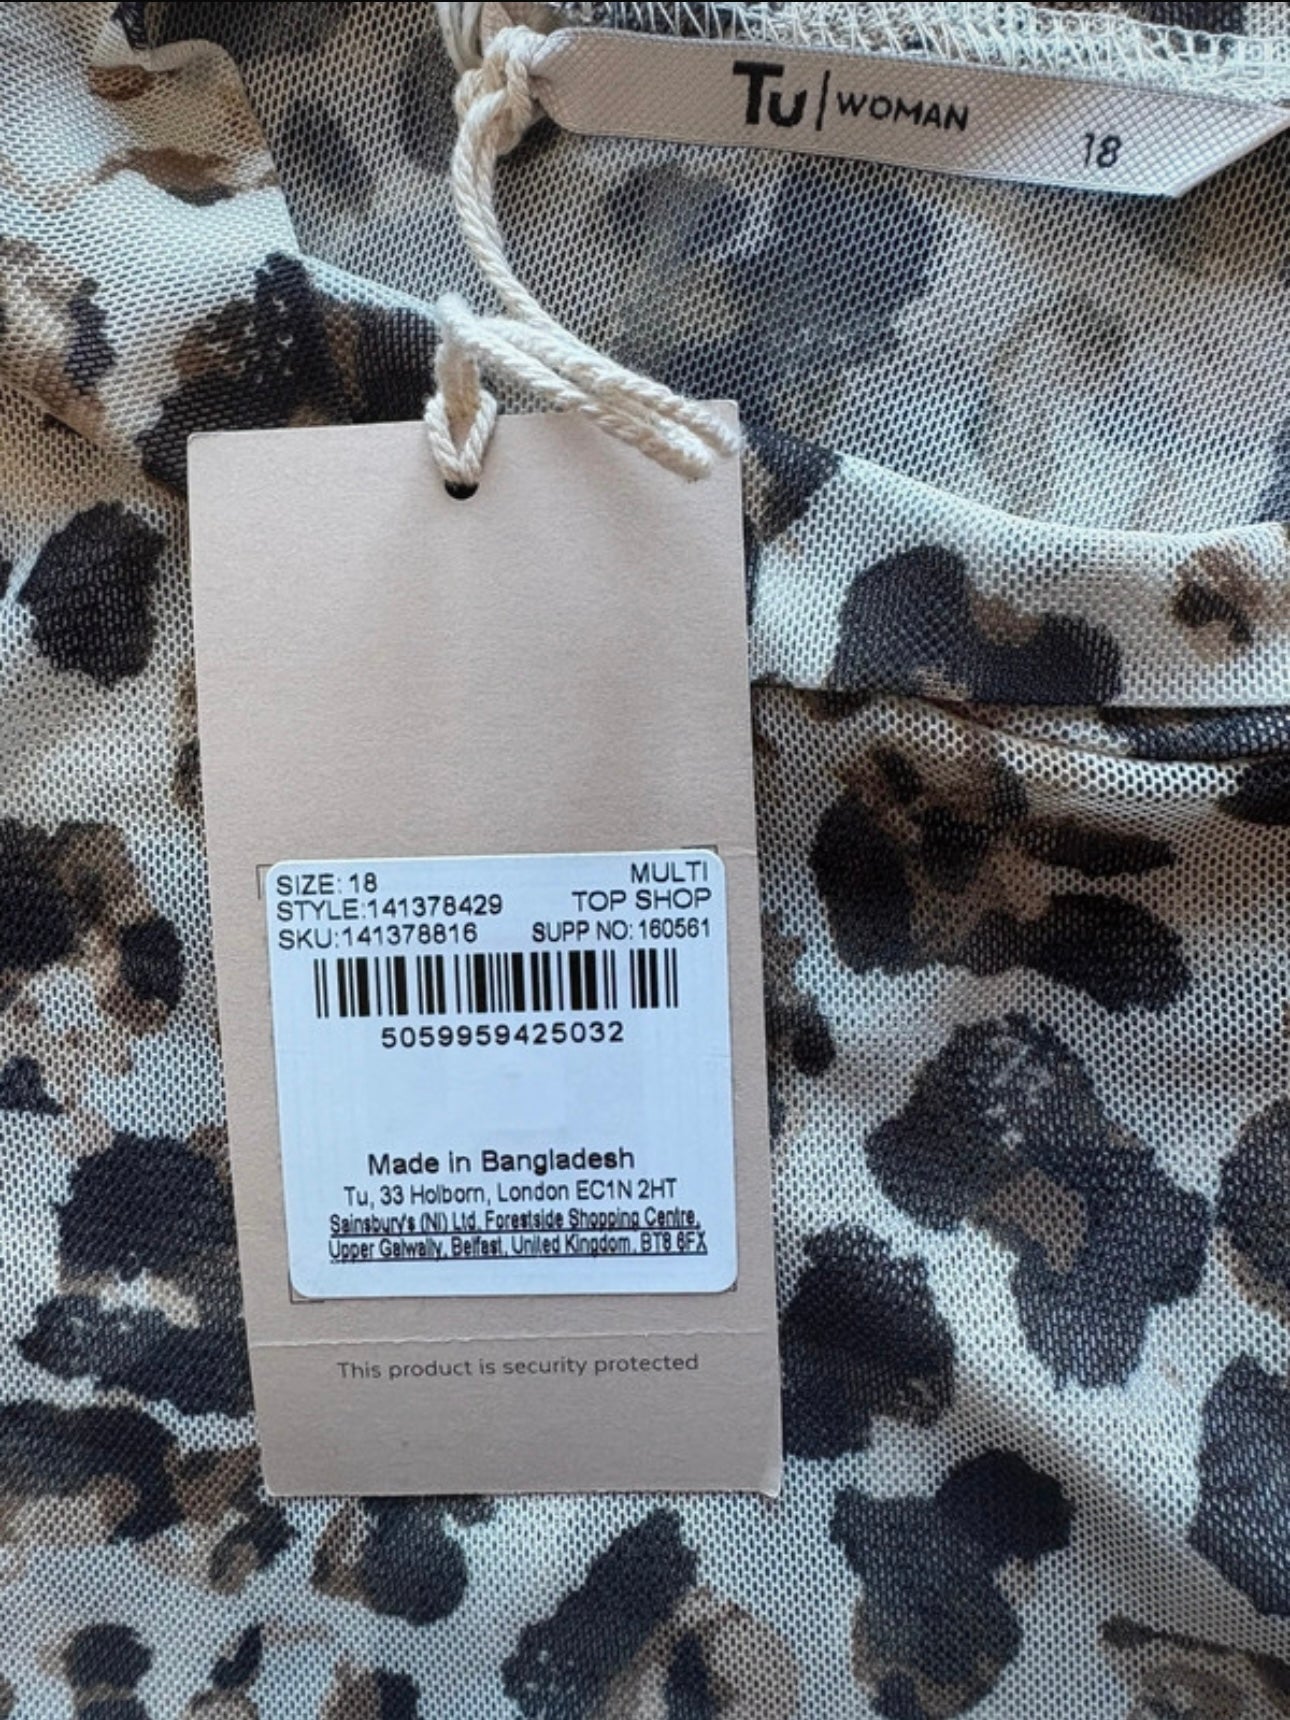 Tu | WOMAN
18
SIZE: 18 MULTI
STYLE:141378429 TOP SHOP
SKU:141378816 SUPP NO: 160561
5059959425032
Made in Bangladesh
Tu, 33 Holborn, London EC1N 2HT
Sainsbury's (NI) Ltd, Forestside Shopping Centre,
Upper Galwally, Belfast, United Kingdom, BT8 6FX
This product is security protected